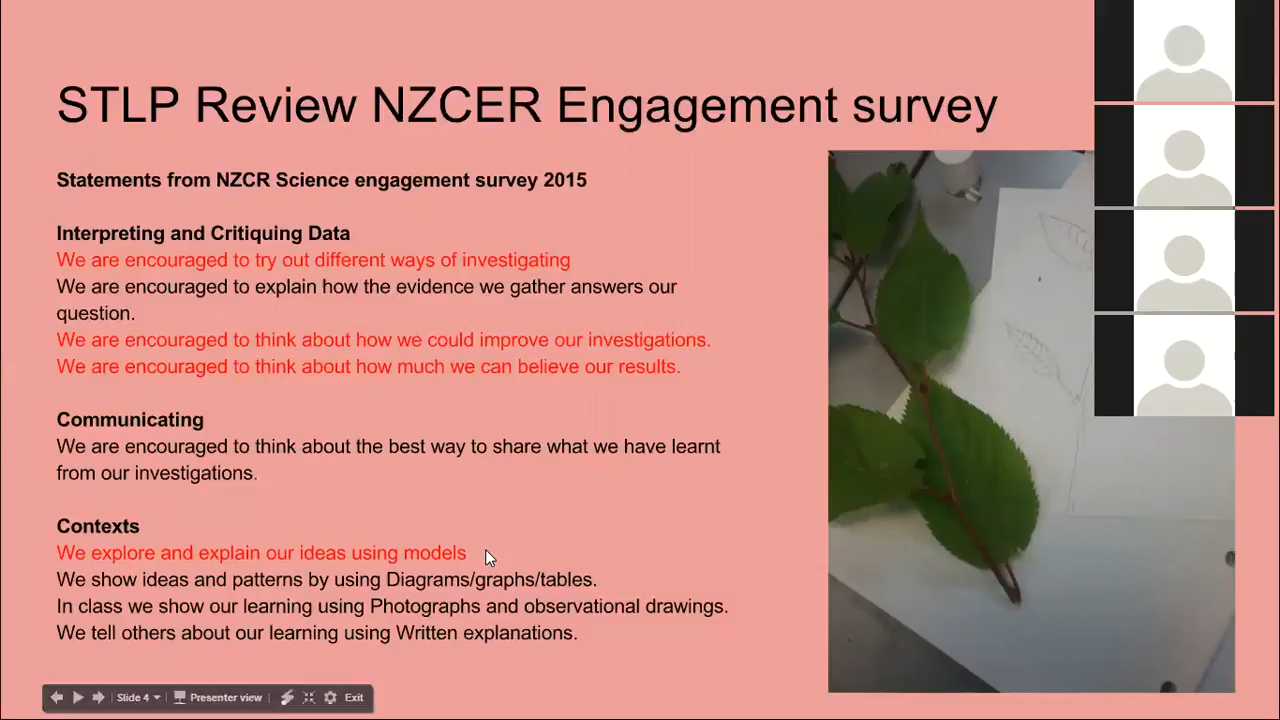 STLP Review NZCER Engagement survey
Statements from NZCR Science engagement survey 2015
Interpreting and Critiquing Data
We are encouraged to try out different ways of investigating
We are encouraged to explain how the evidence we gather answers our
question.
We are encouraged to think about how we could improve our investigations.
We are encouraged to think about how much we can believe our results.
Communicating
We are encouraged to think about the best way to share what we have learnt
from our investigations.
Contexts
We explore and explain our ideas using models
We show ideas and patterns by using Diagrams/graphs/tables.
In class we show our learning using Photographs and observational drawings.
We tell others about our learning using Written explanations.
Slide 4 Presenter view Exit